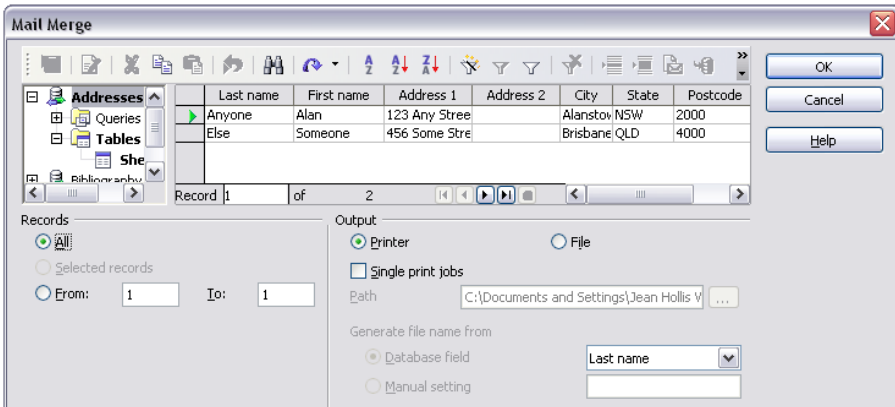 Mail Merge
Addresses
Queries
Tables
She
Bibliography
Last name First name Address 1 Address 2 City State Postcode
Anyone Alan 123 Any Stree Alanstov NSW 2000
Else Someone 456 Some Stre Brisbane QLD 4000
Record 1 of 2
OK
Cancel
Help
Records
All
Selected records
From: 1 To: 1
Output
Printer File
Single print jobs
Path C:\Documents and Settings\Jean Hollis V ...
Generate file name from
Database field Last name
Manual setting